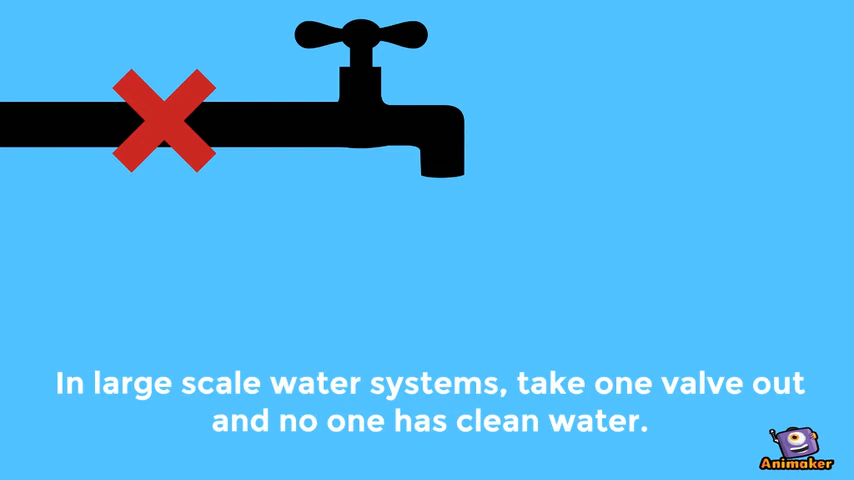 In large scale water systems, take one valve out
and no one has clean water.
Animaker